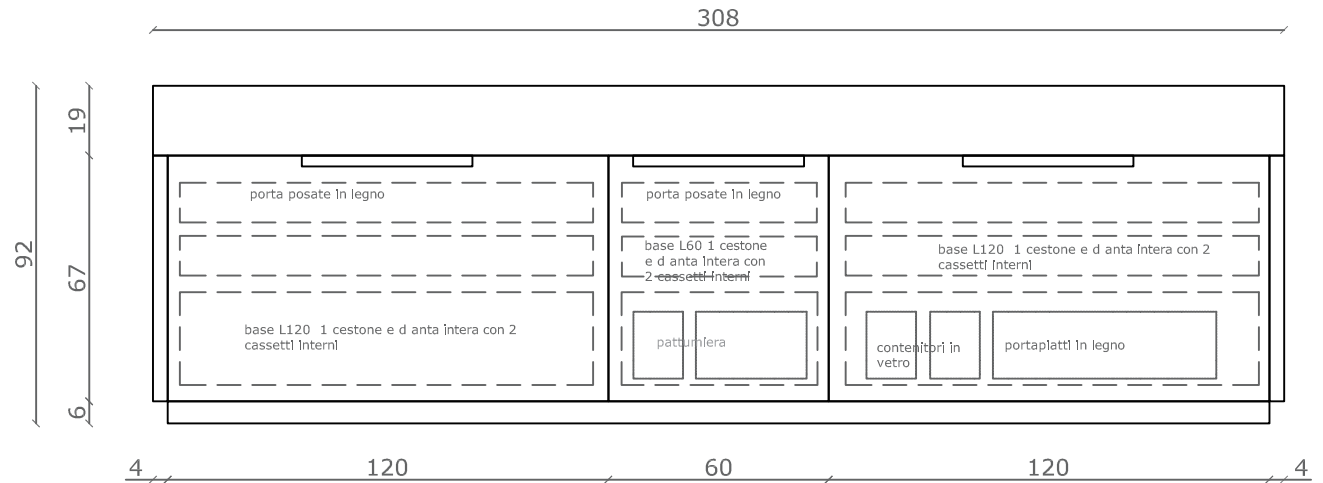 308
19
92
67
6
porta posate in legno
porta posate in legno
base L60 1 cestone
e d anta intera con
2 cassetti interni
base L120  1 cestone e d anta intera con 2
cassetti interni
base L120  1 cestone e d anta intera con 2
cassetti interni
pattumiera
contenitori in
vetro
portapiatti in legno
4
120
60
120
4